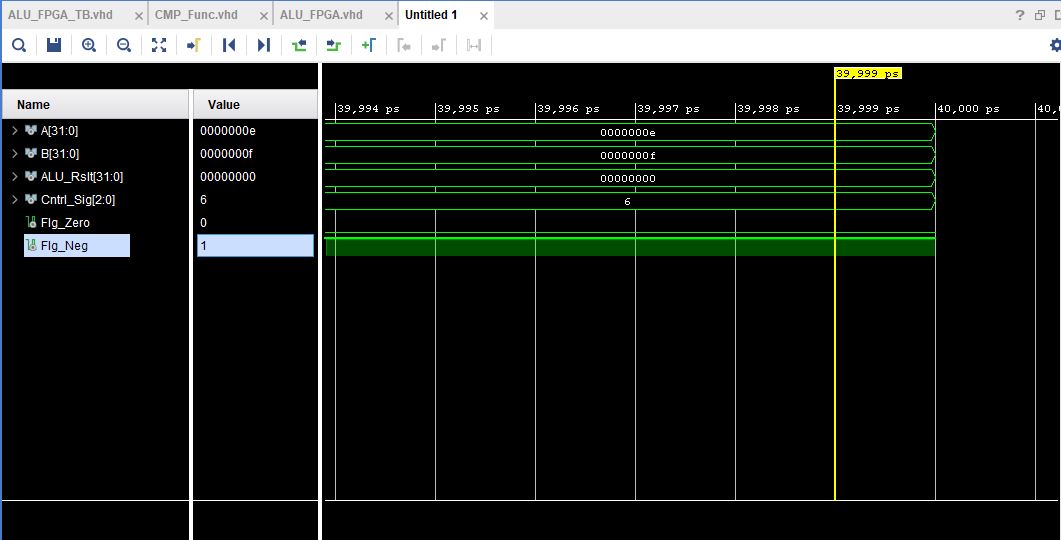 ALU_FPGA_TB.vhd × CMP_Func.vhd × ALU_FPGA.vhd × Untitled 1 ×
?
39,999 ps
Name Value
39,994 ps 39,995 ps 39,996 ps 39,997 ps 39,998 ps 39,999 ps 40,000 ps 40,0
A[31:0] 0000000e 0000000e
B[31:0] 0000000f 0000000f
ALU_Rslt[31:0] 00000000 00000000
Cntrl_Sig[2:0] 6 6
Flg_Zero 0
Flg_Neg 1